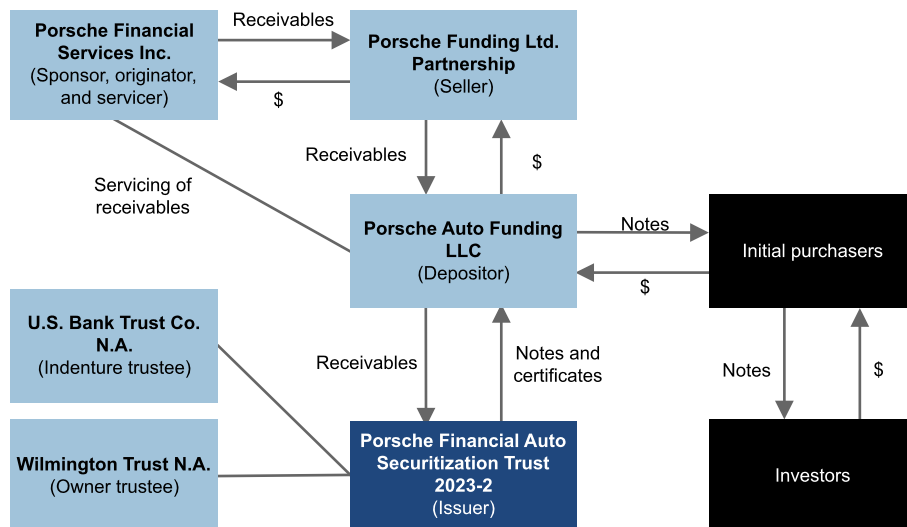 Porsche Financial
Services Inc.
(Sponsor, originator,
and servicer)
Receivables
$
Porsche Funding Ltd.
Partnership
(Seller)
Servicing of
receivables
Receivables
$
Porsche Auto Funding
LLC
(Depositor)
Notes
$
Initial purchasers
U.S. Bank Trust Co.
N.A.
(Indenture trustee)
Receivables
Notes and
certificates
Notes
$
Wilmington Trust N.A.
(Owner trustee)
Porsche Financial Auto
Securitization Trust
2023-2
(Issuer)
Investors